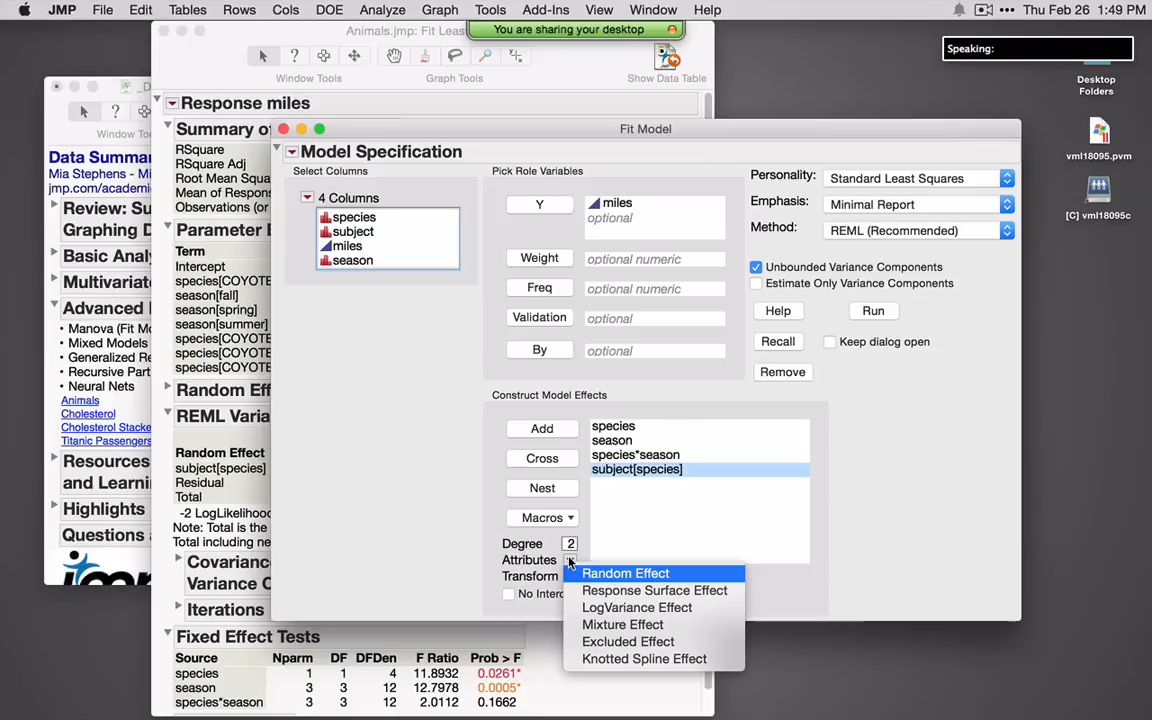 JMP File Edit Tables Rows Cols DOE Analyze Graph Tools Add-Ins View Window Help Thu Feb 26 1:49 PM
Animals.jmp: Fit Leas
You are sharing your desktop
Speaking:
Window Tools Graph Tools Show Data Table
Desktop
Folders
vml18095.pvm
[C] vml18095c
Window
Data Summar
Mia Stephens -
jmp.com/academic
Review: Su
Graphing D
Basic Analy
Multivariat
Advanced
• Manova (Fit Mo
• Mixed Models
• Generalized Re
• Recursive Part
• Neural Nets
Animals
Cholesterol
Cholesterol Stacke
Titanic Passengers
Resources
and Learnin
Highlights
Questions
Response miles
Summary of
RSquare
RSquare Adj
Root Mean Squa
Mean of Respons
Observations (or
Parameter E
Term
Intercept
species[COYOTE
season[fall]
season[spring]
season[summer]
species[COYOTE
species[COYOTE
species[COYOTE
Random Eff
REML Varia
Random Effect
subject[species]
Residual
Total
-2 LogLikelihood
Note: Total is the
Total including ne
Covarianc
Variance C
Iterations
Fixed Effect Tests
Source Nparm DF DFDen F Ratio Prob > F
species 1 1 4 11.8932 0.0261*
season 3 3 12 12.7978 0.0005*
species*season 3 3 12 2.0112 0.1662
Fit Model
Model Specification
Select Columns
4 Columns
species
subject
miles
season
Pick Role Variables
Y miles
optional
Weight optional numeric
Freq optional numeric
Validation optional
By optional
Personality: Standard Least Squares
Emphasis: Minimal Report
Method: REML (Recommended)
Unbounded Variance Components
Estimate Only Variance Components
Help Run
Recall Keep dialog open
Remove
Construct Model Effects
Add
Cross
Nest
Macros
species
season
species*season
subject[species]
Degree 2
Attributes
Transform
No Interc
Random Effect
Response Surface Effect
LogVariance Effect
Mixture Effect
Excluded Effect
Knotted Spline Effect